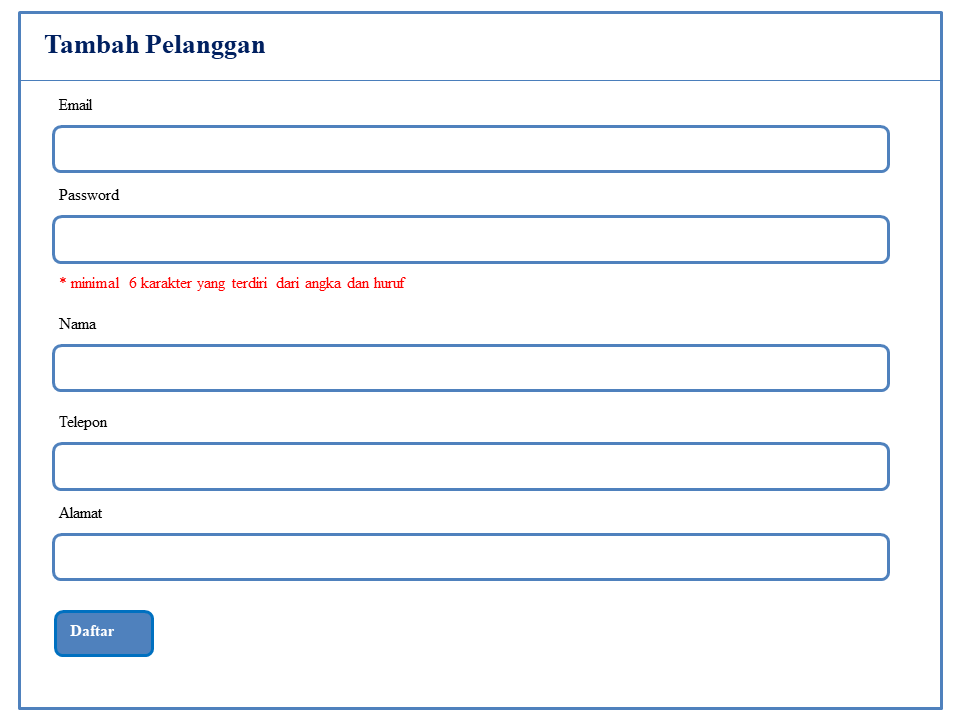 Tambah Pelanggan
Email
Password
* minimal 6 karakter yang terdiri dari angka dan huruf
Nama
Telepon
Alamat
Daftar